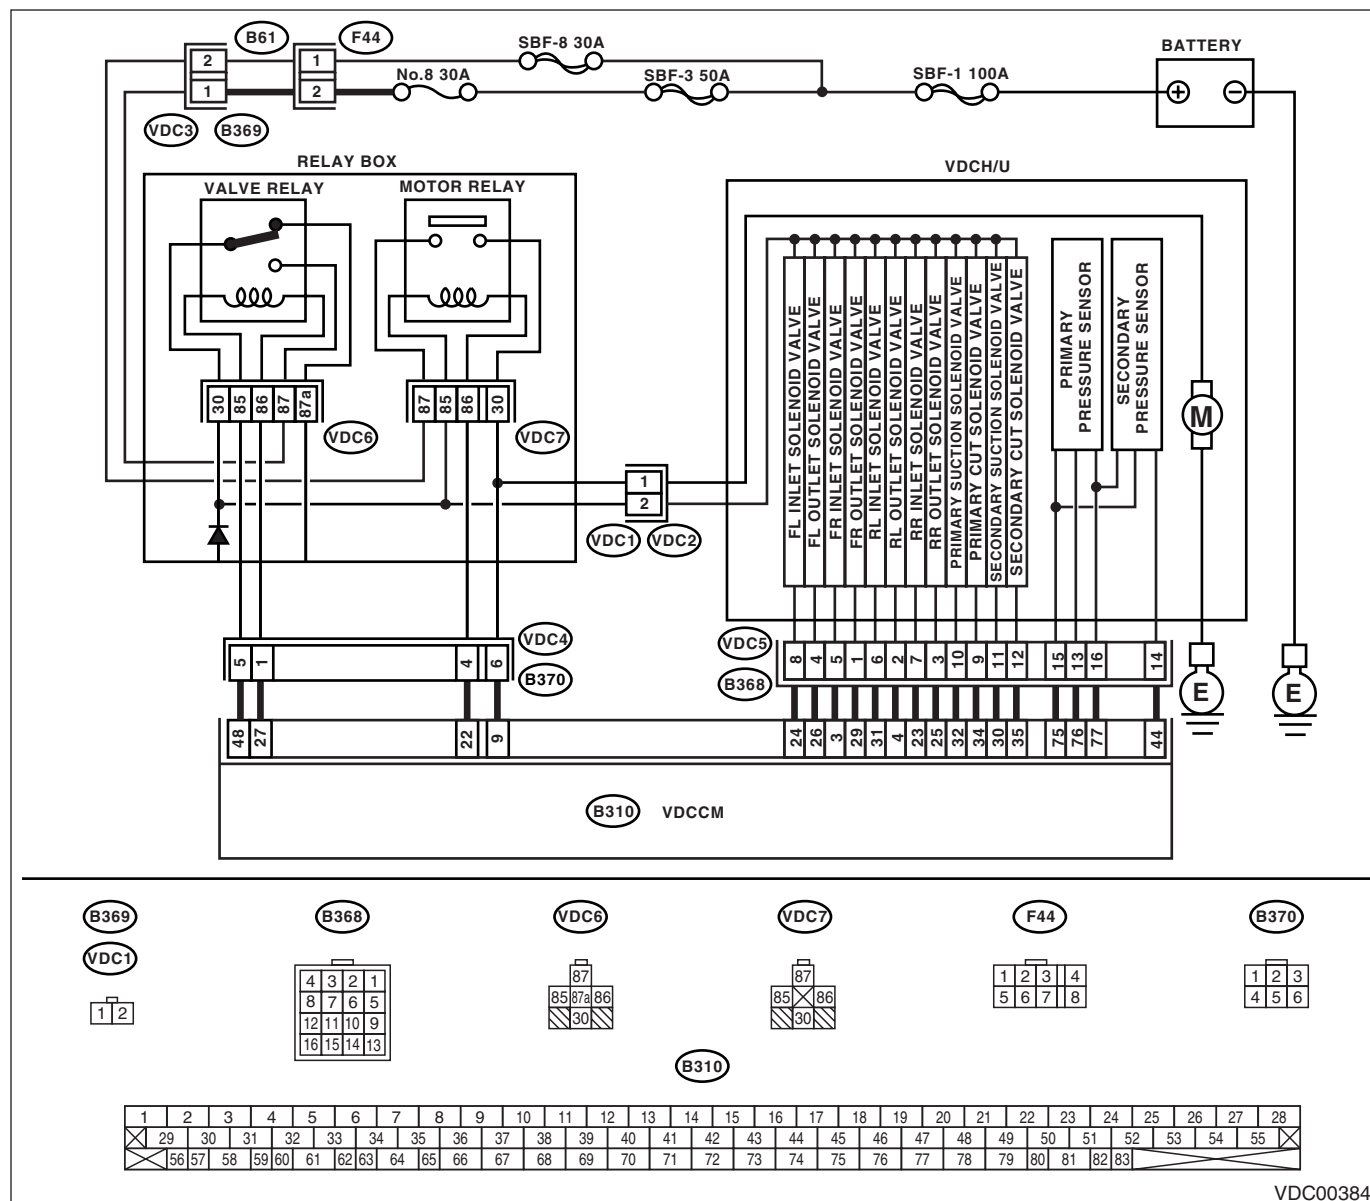 B61 F44 SBF-8 30A BATTERY
2 1 No.8 30A SBF-3 50A SBF-1 100A
1 2 + −
VDC3 B369
RELAY BOX VDCH/U
VALVE RELAY MOTOR RELAY
FL INLET SOLENOID VALVE
FL OUTLET SOLENOID VALVE
FR INLET SOLENOID VALVE
FR OUTLET SOLENOID VALVE
RL INLET SOLENOID VALVE
RL OUTLET SOLENOID VALVE
RR INLET SOLENOID VALVE
RR OUTLET SOLENOID VALVE
PRIMARY SUCTION SOLENOID VALVE
PRIMARY CUT SOLENOID VALVE
SECONDARY SUCTION SOLENOID VALVE
SECONDARY CUT SOLENOID VALVE
PRIMARY
PRESSURE SENSOR
SECONDARY
PRESSURE SENSOR
M
30 85 86 87 87a 87 85 86 30
VDC6 VDC7
1
2
VDC1 VDC2
VDC4 VDC5
5 1 4 6 8 4 5 1 6 2 7 3 10 9 11 12 15 13 16 14
B370 B368 E E
48 27 22 9 24 26 3 29 31 4 23 25 32 34 30 35 75 76 77 44
B310 VDCCM
B369 B368 VDC6 VDC7 F44 B370
VDC1
1 2
4 3 2 1
8 7 6 5
12 11 10 9
16 15 14 13
87
85 87a 86
30
87
85 86
30
1 2 3 4
5 6 7 8
1 2 3
4 5 6
B310
1 2 3 4 5 6 7 8 9 10 11 12 13 14 15 16 17 18 19 20 21 22 23 24 25 26 27 28
29 30 31 32 33 34 35 36 37 38 39 40 41 42 43 44 45 46 47 48 49 50 51 52 53 54 55
56 57 58 59 60 61 62 63 64 65 66 67 68 69 70 71 72 73 74 75 76 77 78 79 80 81 82 83
VDC00384